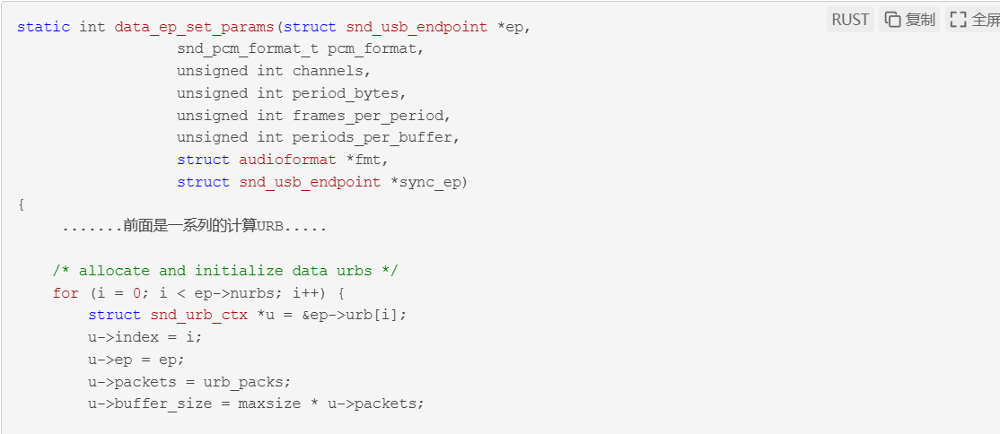 RUST 复制 全屏
static int data_ep_set_params(struct snd_usb_endpoint *ep,
                  snd_pcm_format_t pcm_format,
                  unsigned int channels,
                  unsigned int period_bytes,
                  unsigned int frames_per_period,
                  unsigned int periods_per_buffer,
                  struct audioformat *fmt,
                  struct snd_usb_endpoint *sync_ep)
{
     .......前面是一系列的计算URB.....
    /* allocate and initialize data urbs */
    for (i = 0; i < ep->nurbs; i++) {
        struct snd_urb_ctx *u = &ep->urb[i];
        u->index = i;
        u->ep = ep;
        u->packets = urb_packs;
        u->buffer_size = maxsize * u->packets;